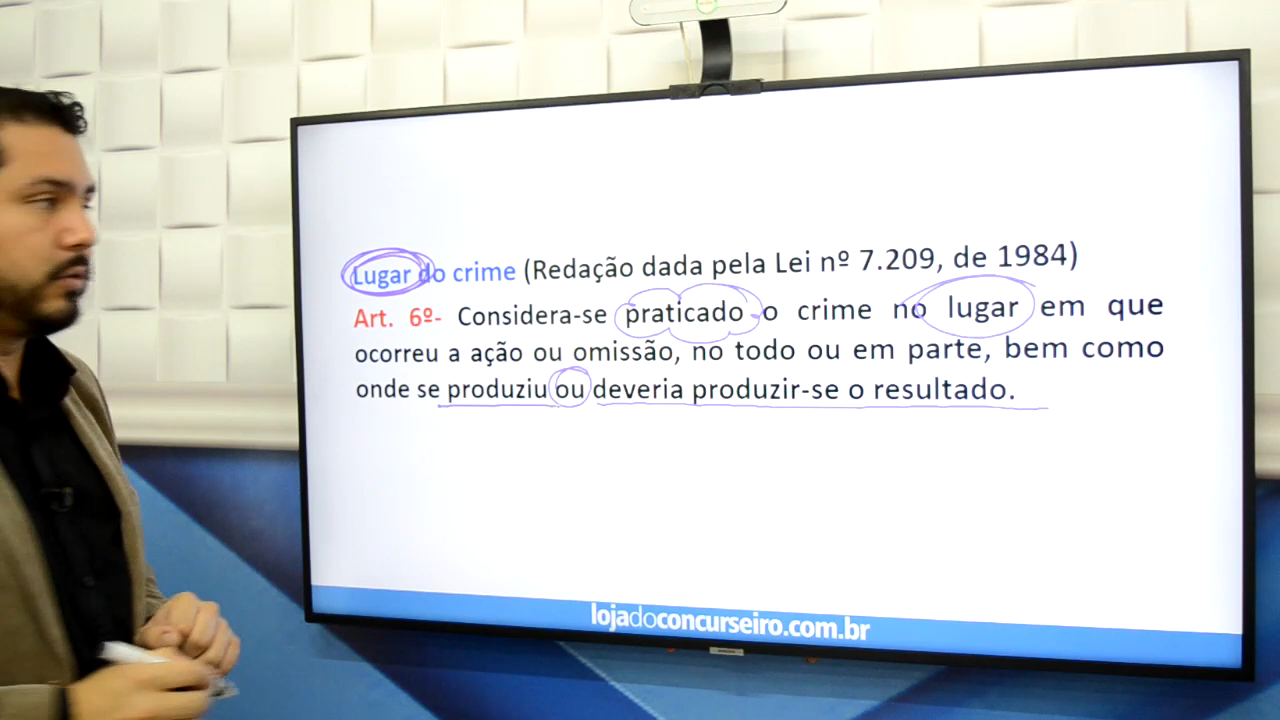 Lugar do crime (Redação dada pela Lei nº 7.209, de 1984)
Art. 6º- Considera-se praticado o crime no lugar em que
ocorreu a ação ou omissão, no todo ou em parte, bem como
onde se produziu ou deveria produzir-se o resultado.
lojadoconcurseiro.com.br